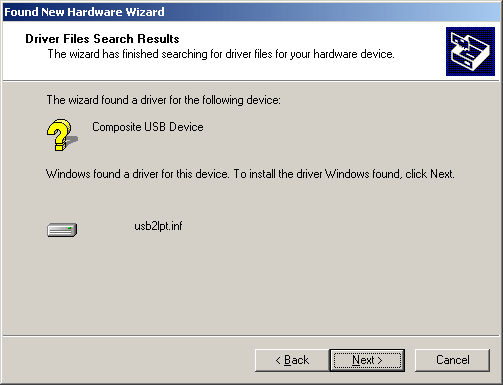 Found New Hardware Wizard
Driver Files Search Results
The wizard has finished searching for driver files for your hardware device.
The wizard found a driver for the following device:
Composite USB Device
Windows found a driver for this device. To install the driver Windows found, click Next.
usb2lpt.inf
< Back
Next >
Cancel